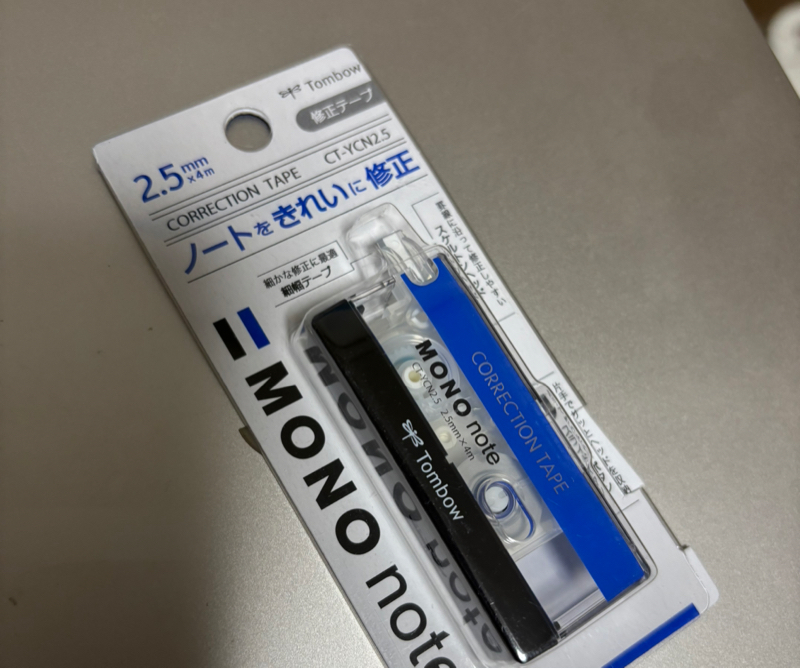 Tombow
修正テープ
2.5mm
×4m
CORRECTION TAPE CT-YCN2.5
ノートをきれいに修正
細かな修正に最適
細幅テープ
MONO note
MONO note
CT-YCN2.5 2.5mm×4m
Tombow
CORRECTION TAPE